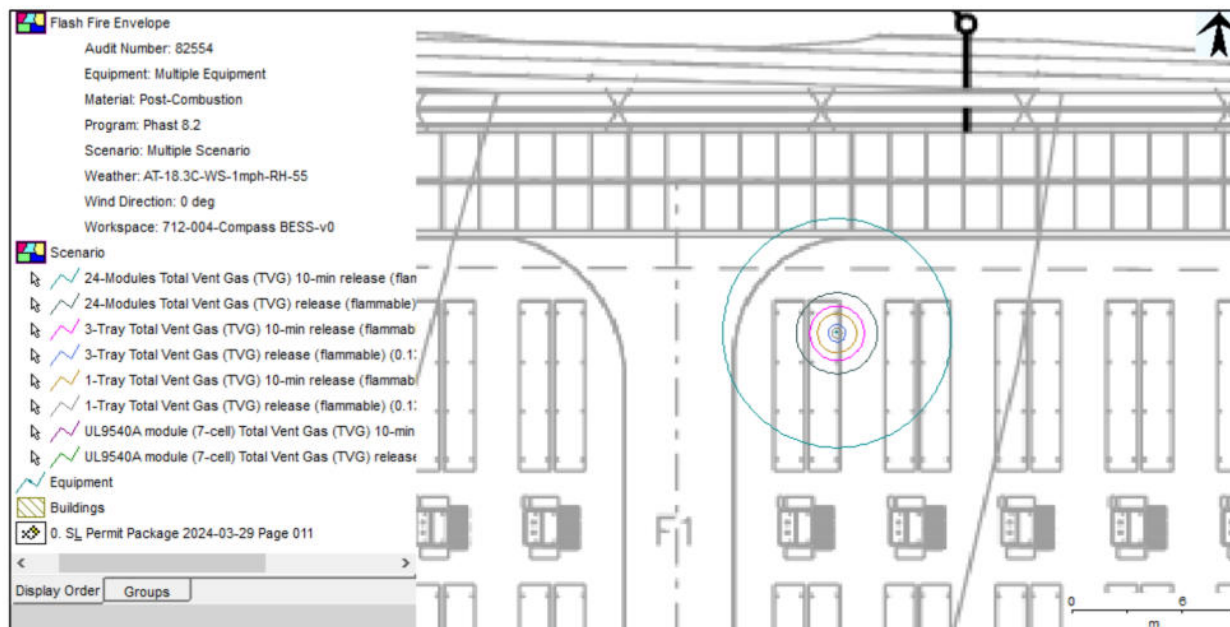 Flash Fire Envelope
Audit Number: 82554
Equipment: Multiple Equipment
Material: Post-Combustion
Program: Phast 8.2
Scenario: Multiple Scenario
Weather: AT-18.3C-WS-1mph-RH-55
Wind Direction: 0 deg
Workspace: 712-004-Compass BESS-v0
Scenario
24-Modules Total Vent Gas (TVG) 10-min release (flam
24-Modules Total Vent Gas (TVG) release (flammable)
3-Tray Total Vent Gas (TVG) 10-min release (flammabl
3-Tray Total Vent Gas (TVG) release (flammable) (0.13
1-Tray Total Vent Gas (TVG) 10-min release (flammabl
1-Tray Total Vent Gas (TVG) release (flammable) (0.13
UL9540A module (7-cell) Total Vent Gas (TVG) 10-min
UL9540A module (7-cell) Total Vent Gas (TVG) release
Equipment
Buildings
0. SL Permit Package 2024-03-29 Page 011
Display Order Groups
F1
0 6
m